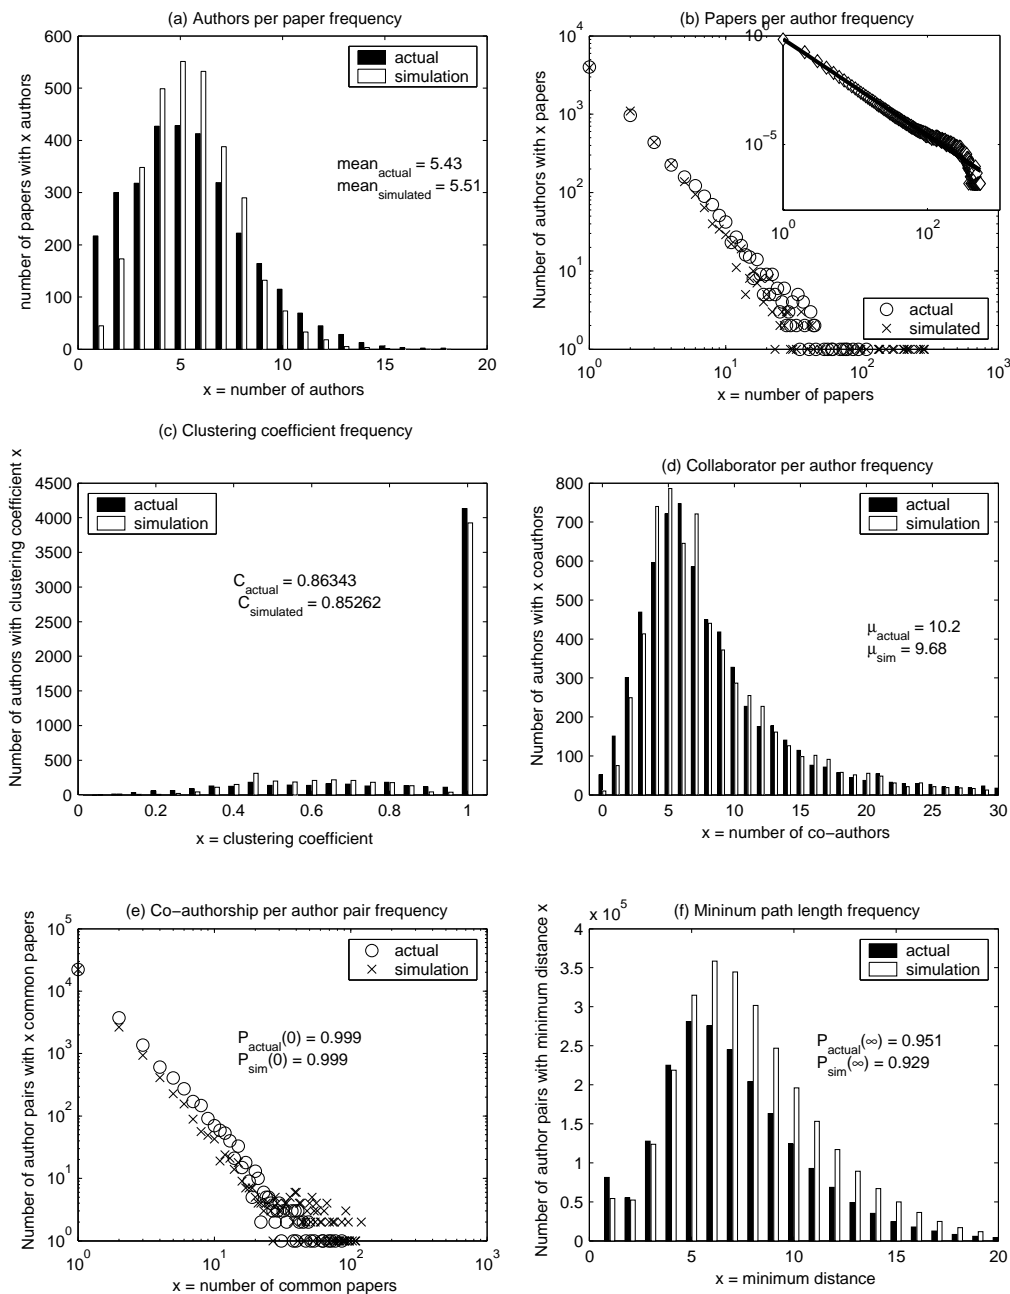 (a) Authors per paper frequency
number of papers with x authors
600
500
400
300
200
100
0
0 5 10 15 20
x = number of authors
actual
simulation
mean_actual = 5.43
mean_simulated = 5.51
(b) Papers per author frequency
Number of authors with x papers
10^4
10^3
10^2
10^1
10^0
10^0 10^1 10^2 10^3
x = number of papers
10^0
10^-5
10^0 10^2
actual
simulated
(c) Clustering coefficient frequency
Number of authors with clustering coefficient x
4500
4000
3500
3000
2500
2000
1500
1000
500
0
0 0.2 0.4 0.6 0.8 1
x = clustering coefficient
actual
simulation
C_actual = 0.86343
C_simulated = 0.85262
(d) Collaborator per author frequency
Number of authors with x coauthors
800
700
600
500
400
300
200
100
0
0 5 10 15 20 25 30
x = number of co-authors
actual
simulation
μ_actual = 10.2
μ_sim = 9.68
(e) Co-authorship per author pair frequency
Number of author pairs with x common papers
10^5
10^4
10^3
10^2
10^1
10^0
10^0 10^1 10^2 10^3
x = number of common papers
actual
simulation
P_actual(0) = 0.999
P_sim(0) = 0.999
(f) Mininum path length frequency
Number of author pairs with minimum distance x
x 10^5
4
3.5
3
2.5
2
1.5
1
0.5
0
0 5 10 15 20
x = minimum distance
actual
simulation
P_actual(∞) = 0.951
P_sim(∞) = 0.929